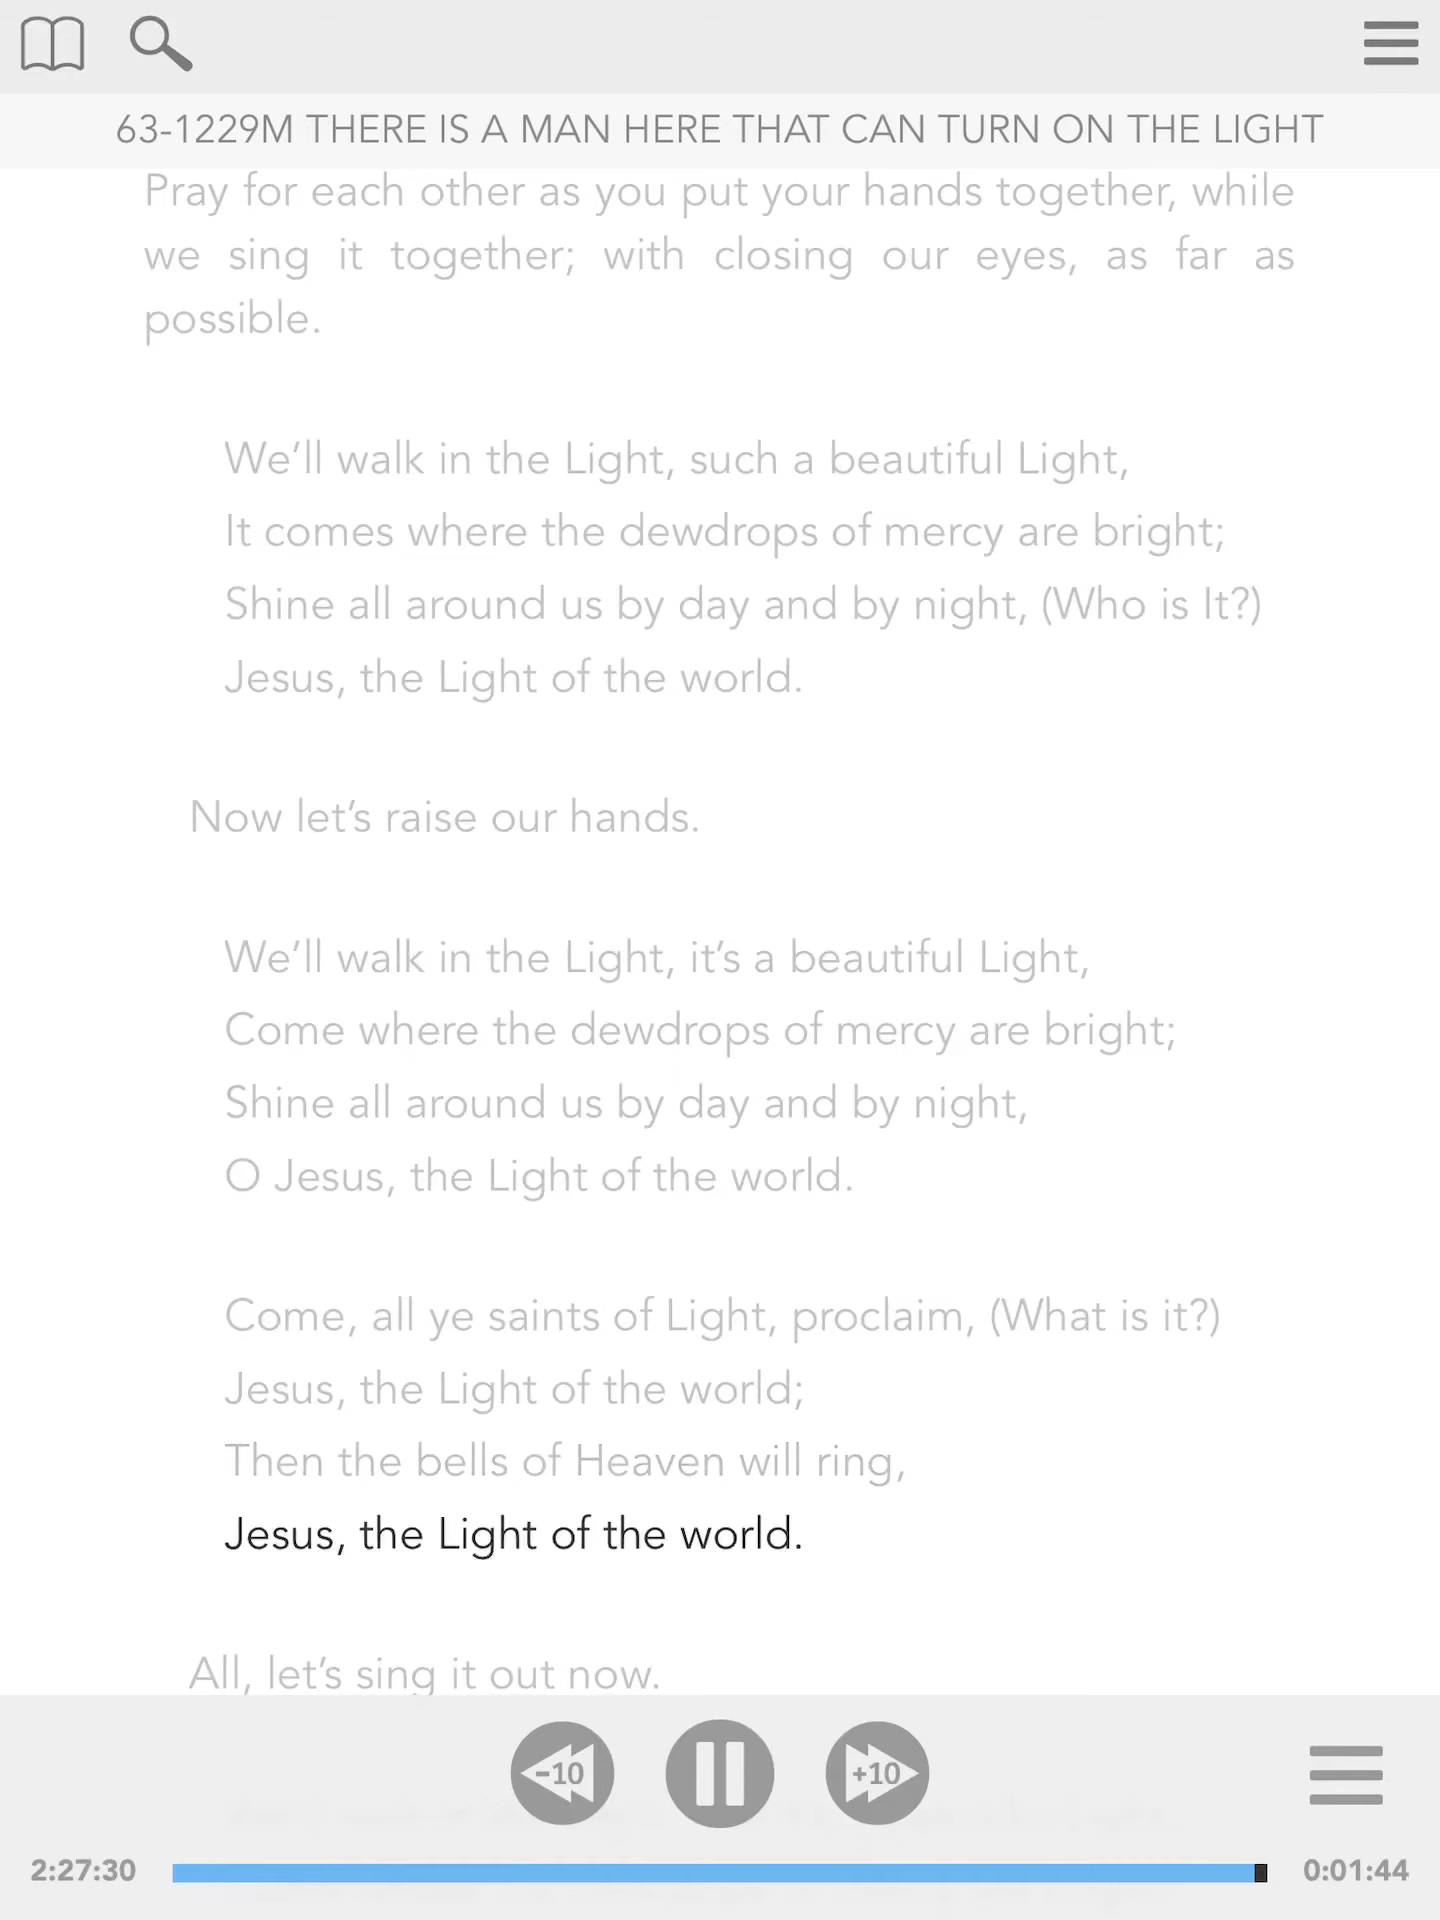 63-1229M THERE IS A MAN HERE THAT CAN TURN ON THE LIGHT
Pray for each other as you put your hands together, while
we sing it together; with closing our eyes, as far as
possible.
We’ll walk in the Light, such a beautiful Light,
It comes where the dewdrops of mercy are bright;
Shine all around us by day and by night, (Who is It?)
Jesus, the Light of the world.
Now let’s raise our hands.
We’ll walk in the Light, it’s a beautiful Light,
Come where the dewdrops of mercy are bright;
Shine all around us by day and by night,
O Jesus, the Light of the world.
Come, all ye saints of Light, proclaim, (What is it?)
Jesus, the Light of the world;
Then the bells of Heaven will ring,
Jesus, the Light of the world.
All, let’s sing it out now.
-10 +10
2:27:30 0:01:44